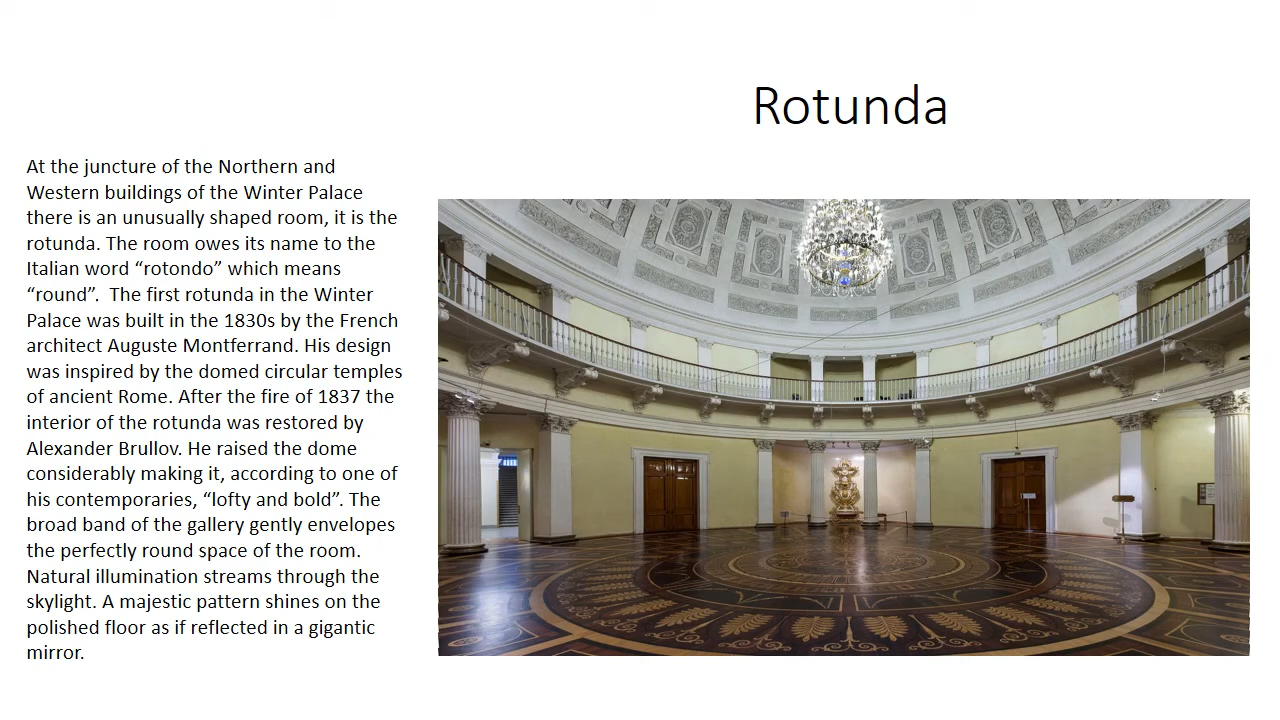 Rotunda
At the juncture of the Northern and
Western buildings of the Winter Palace
there is an unusually shaped room, it is the
rotunda. The room owes its name to the
Italian word “rotondo” which means
“round”.  The first rotunda in the Winter
Palace was built in the 1830s by the French
architect Auguste Montferrand. His design
was inspired by the domed circular temples
of ancient Rome. After the fire of 1837 the
interior of the rotunda was restored by
Alexander Brullov. He raised the dome
considerably making it, according to one of
his contemporaries, “lofty and bold”. The
broad band of the gallery gently envelopes
the perfectly round space of the room.
Natural illumination streams through the
skylight. A majestic pattern shines on the
polished floor as if reflected in a gigantic
mirror.